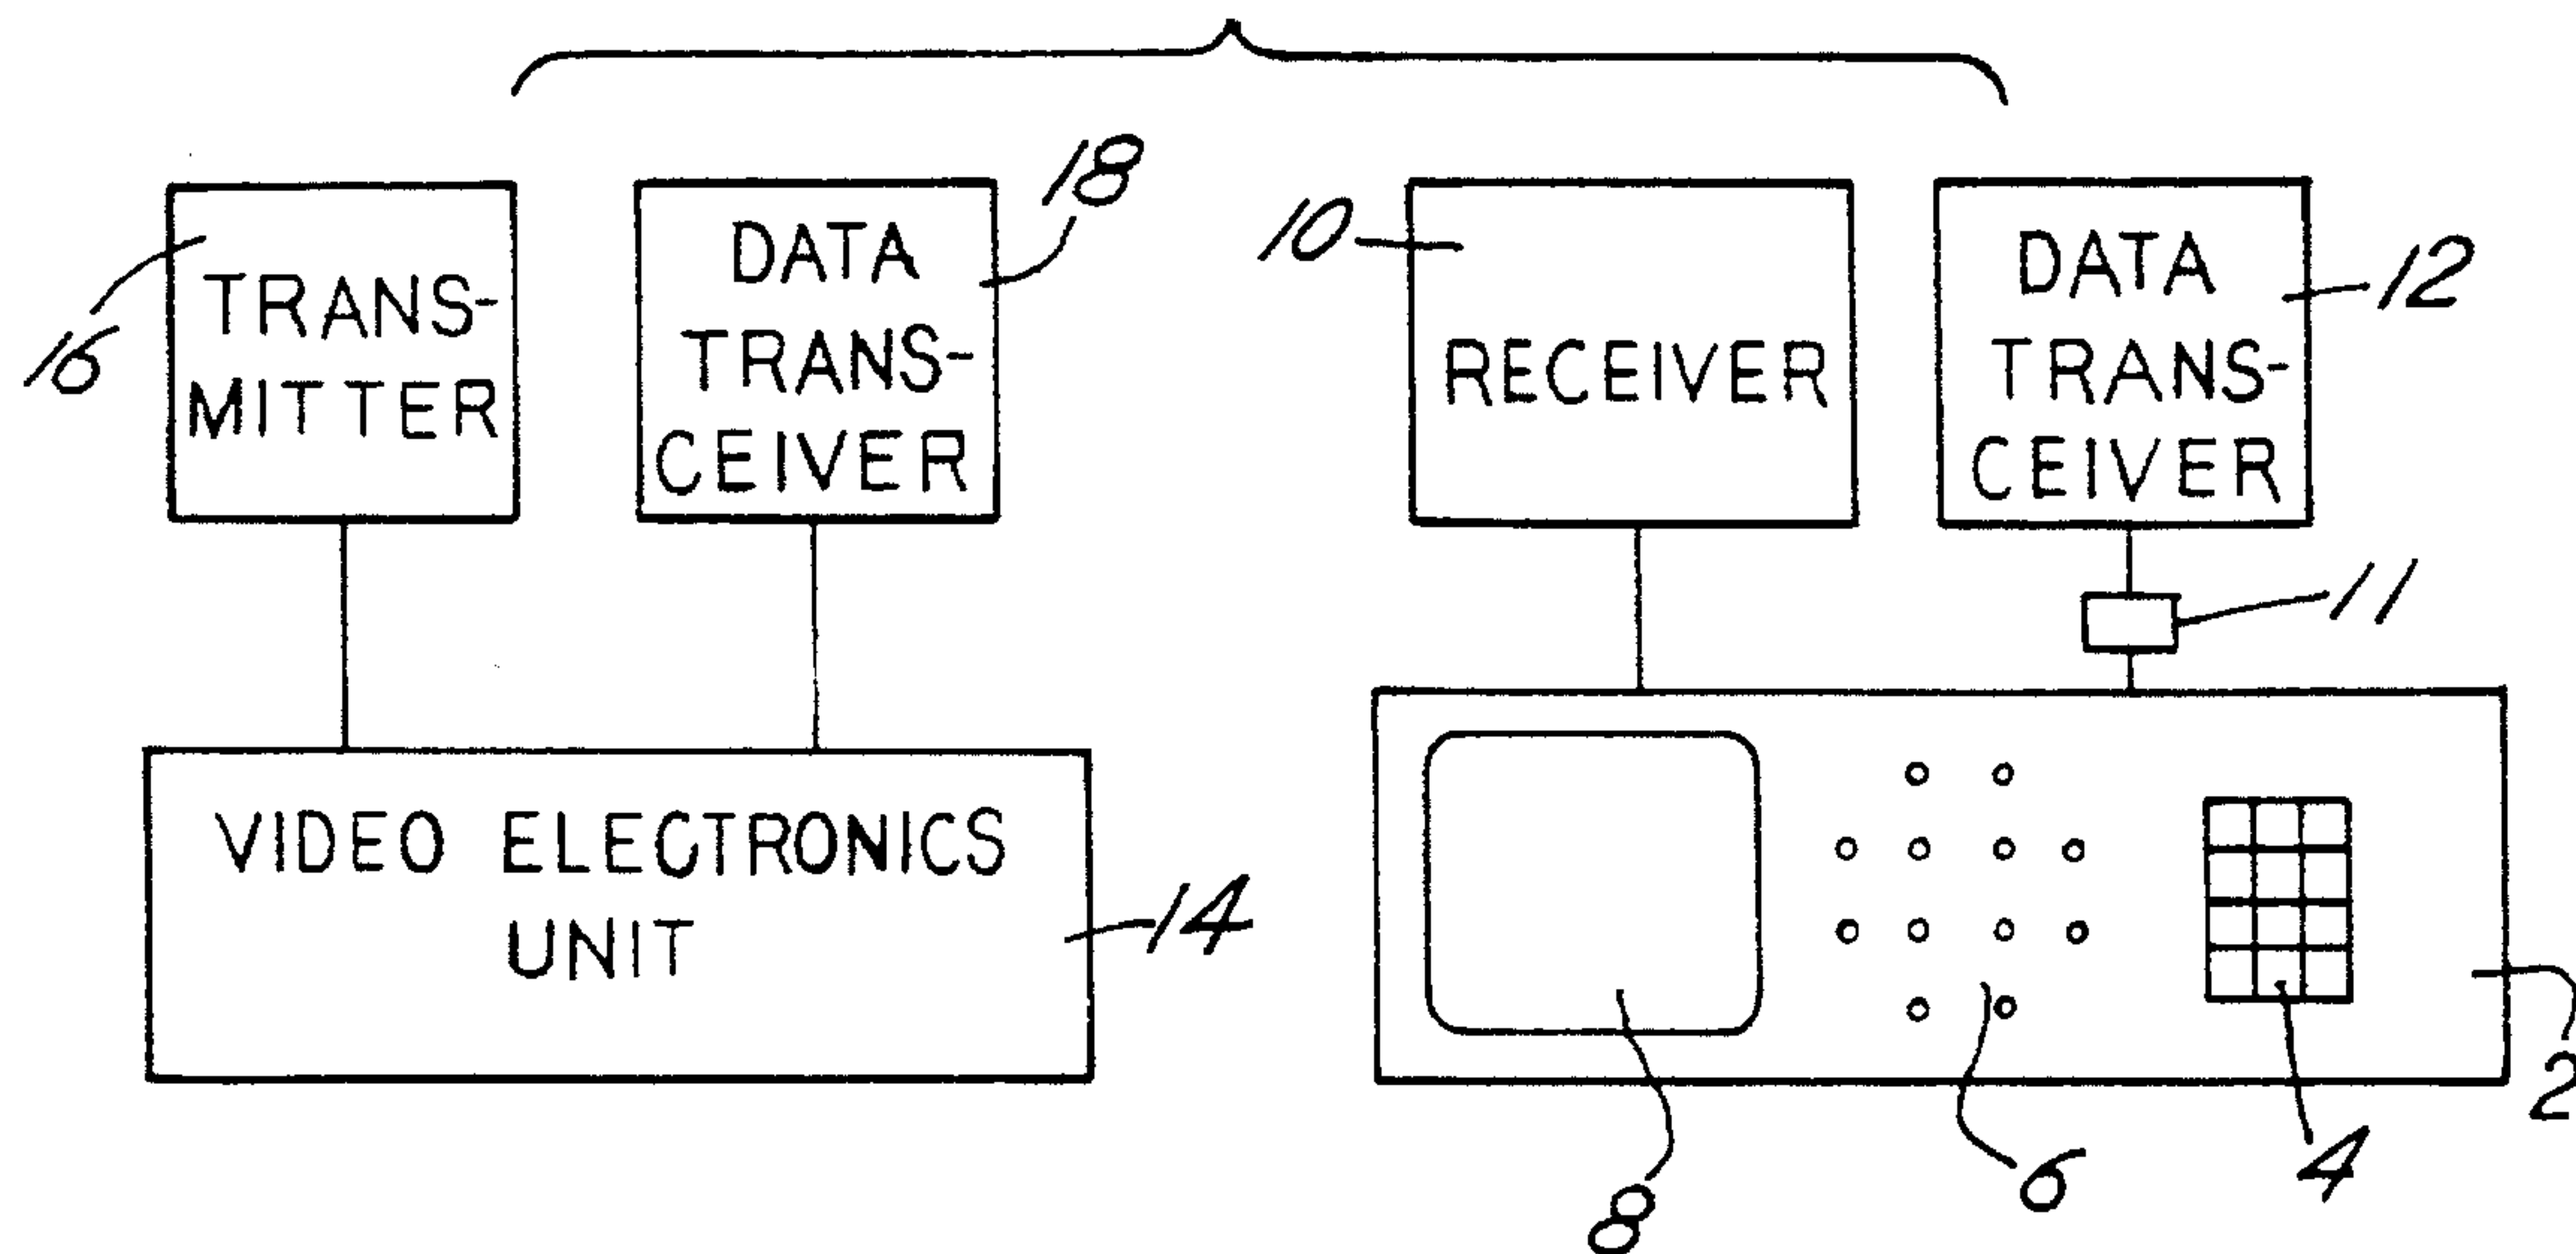 16
TRANS-
MITTER
18
DATA
TRANS-
CEIVER
10
RECEIVER
12
DATA
TRANS-
CEIVER
11
VIDEO ELECTRONICS
UNIT
14
8
6
4
2